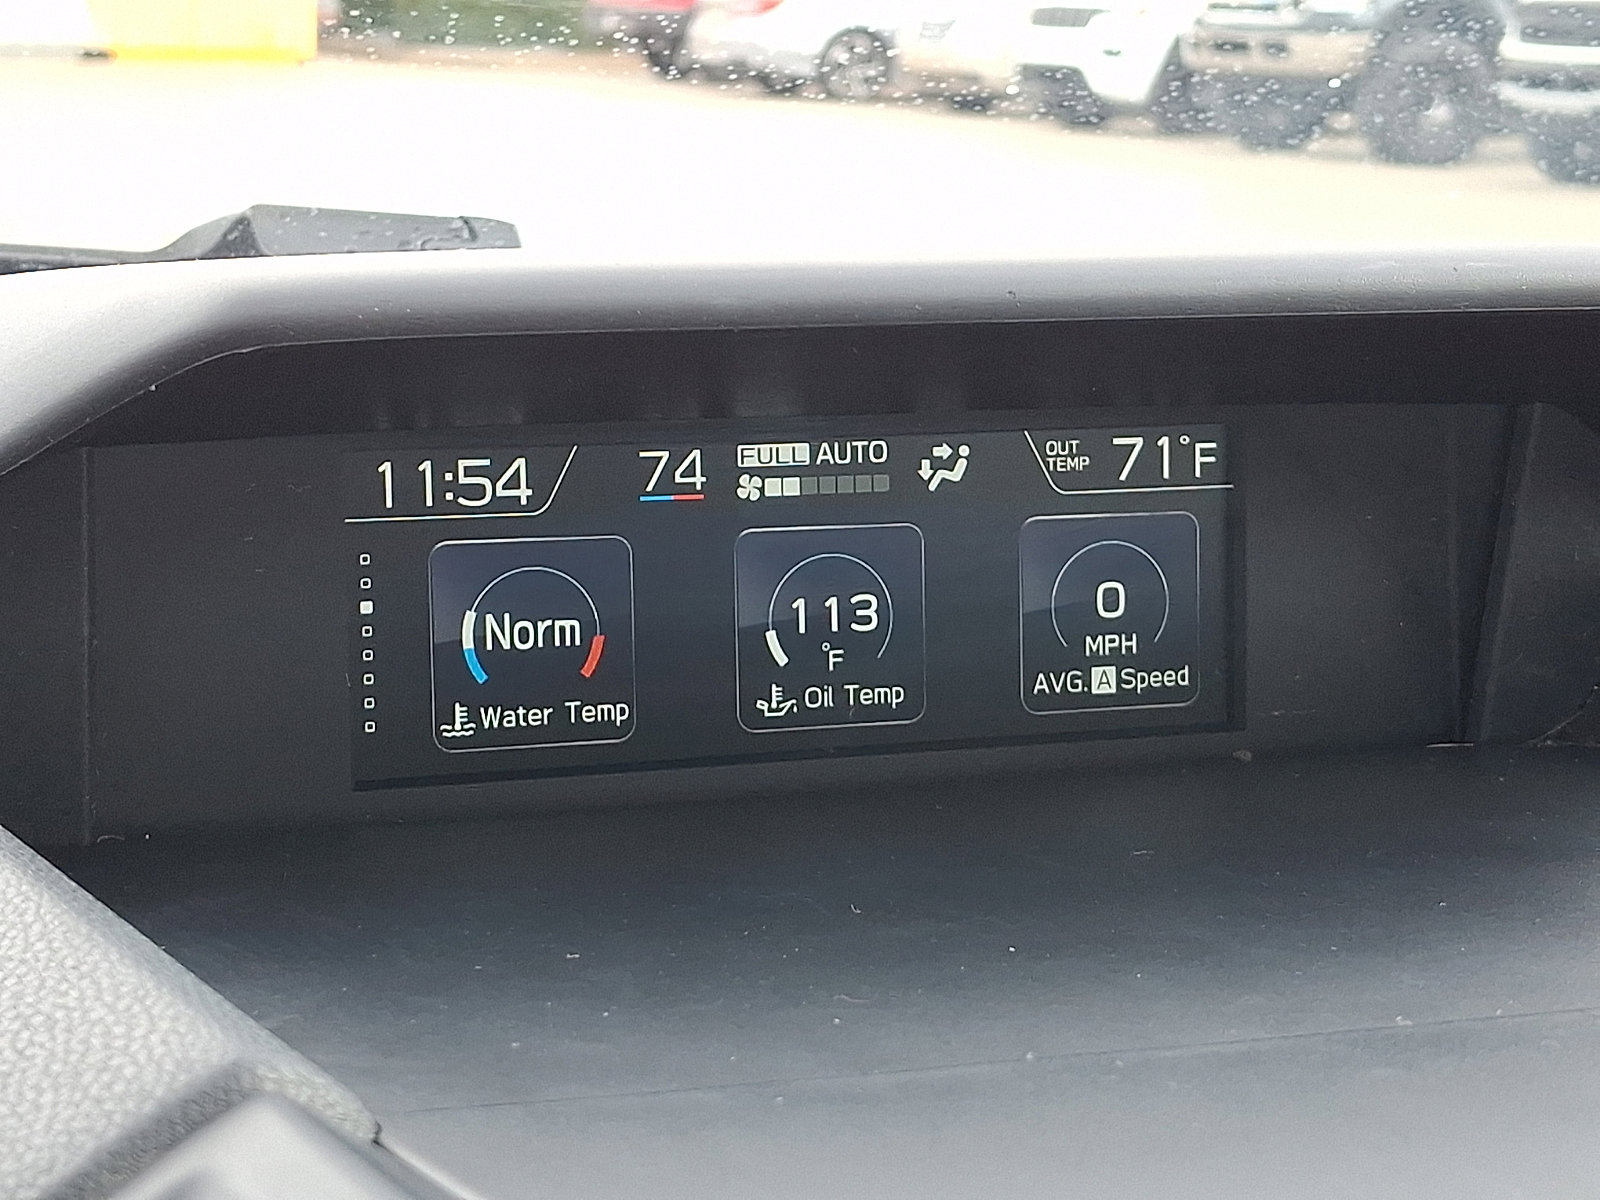 11:54
74
FULL AUTO
OUT TEMP 71°F
Norm
Water Temp
113
°F
Oil Temp
0
MPH
AVG. A Speed